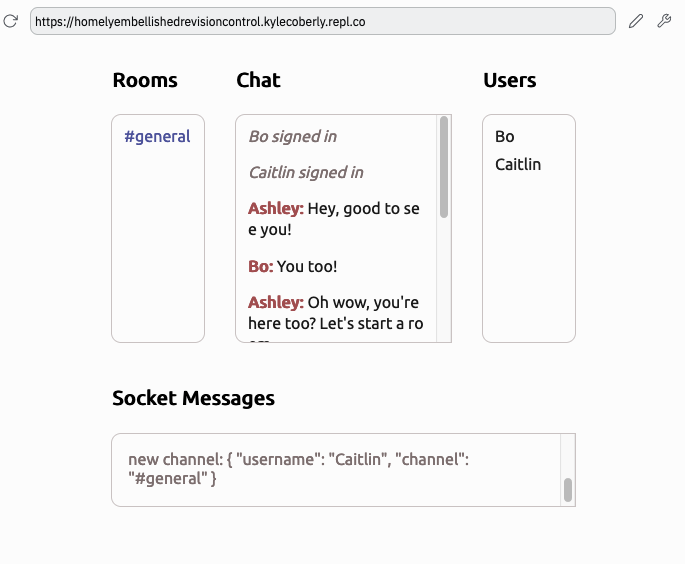 https://homelyembellishedrevisioncontrol.kylecoberly.repl.co
Rooms
#general
Chat
Bo signed in
Caitlin signed in
Ashley: Hey, good to se
e you!
Bo: You too!
Ashley: Oh wow, you're
here too? Let's start a ro
Users
Bo
Caitlin
Socket Messages
new channel: { "username": "Caitlin", "channel":
"#general" }